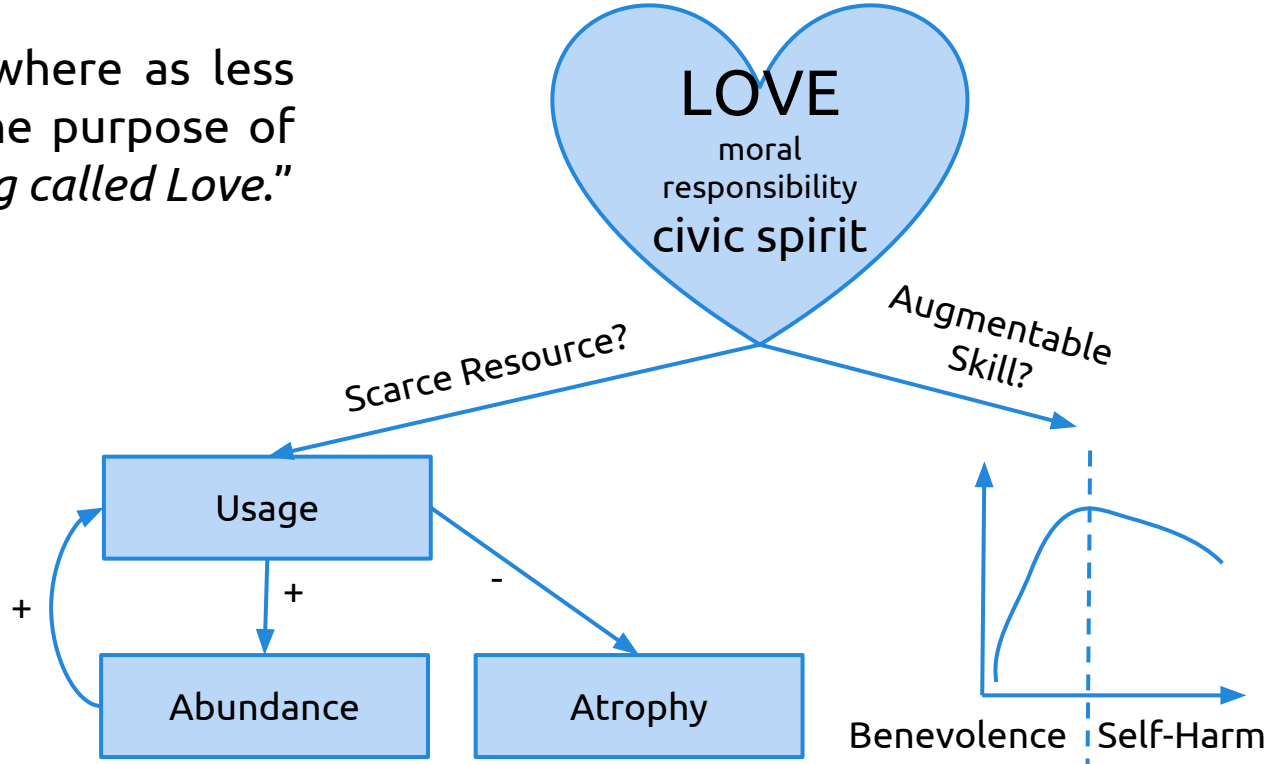 where as less
purpose of
called Love.”
LOVE
moral
responsibility
civic spirit
Scarce Resource?
Augmentable
Skill?
Usage
+
+
-
Abundance
Atrophy
Benevolence
Self-Harm